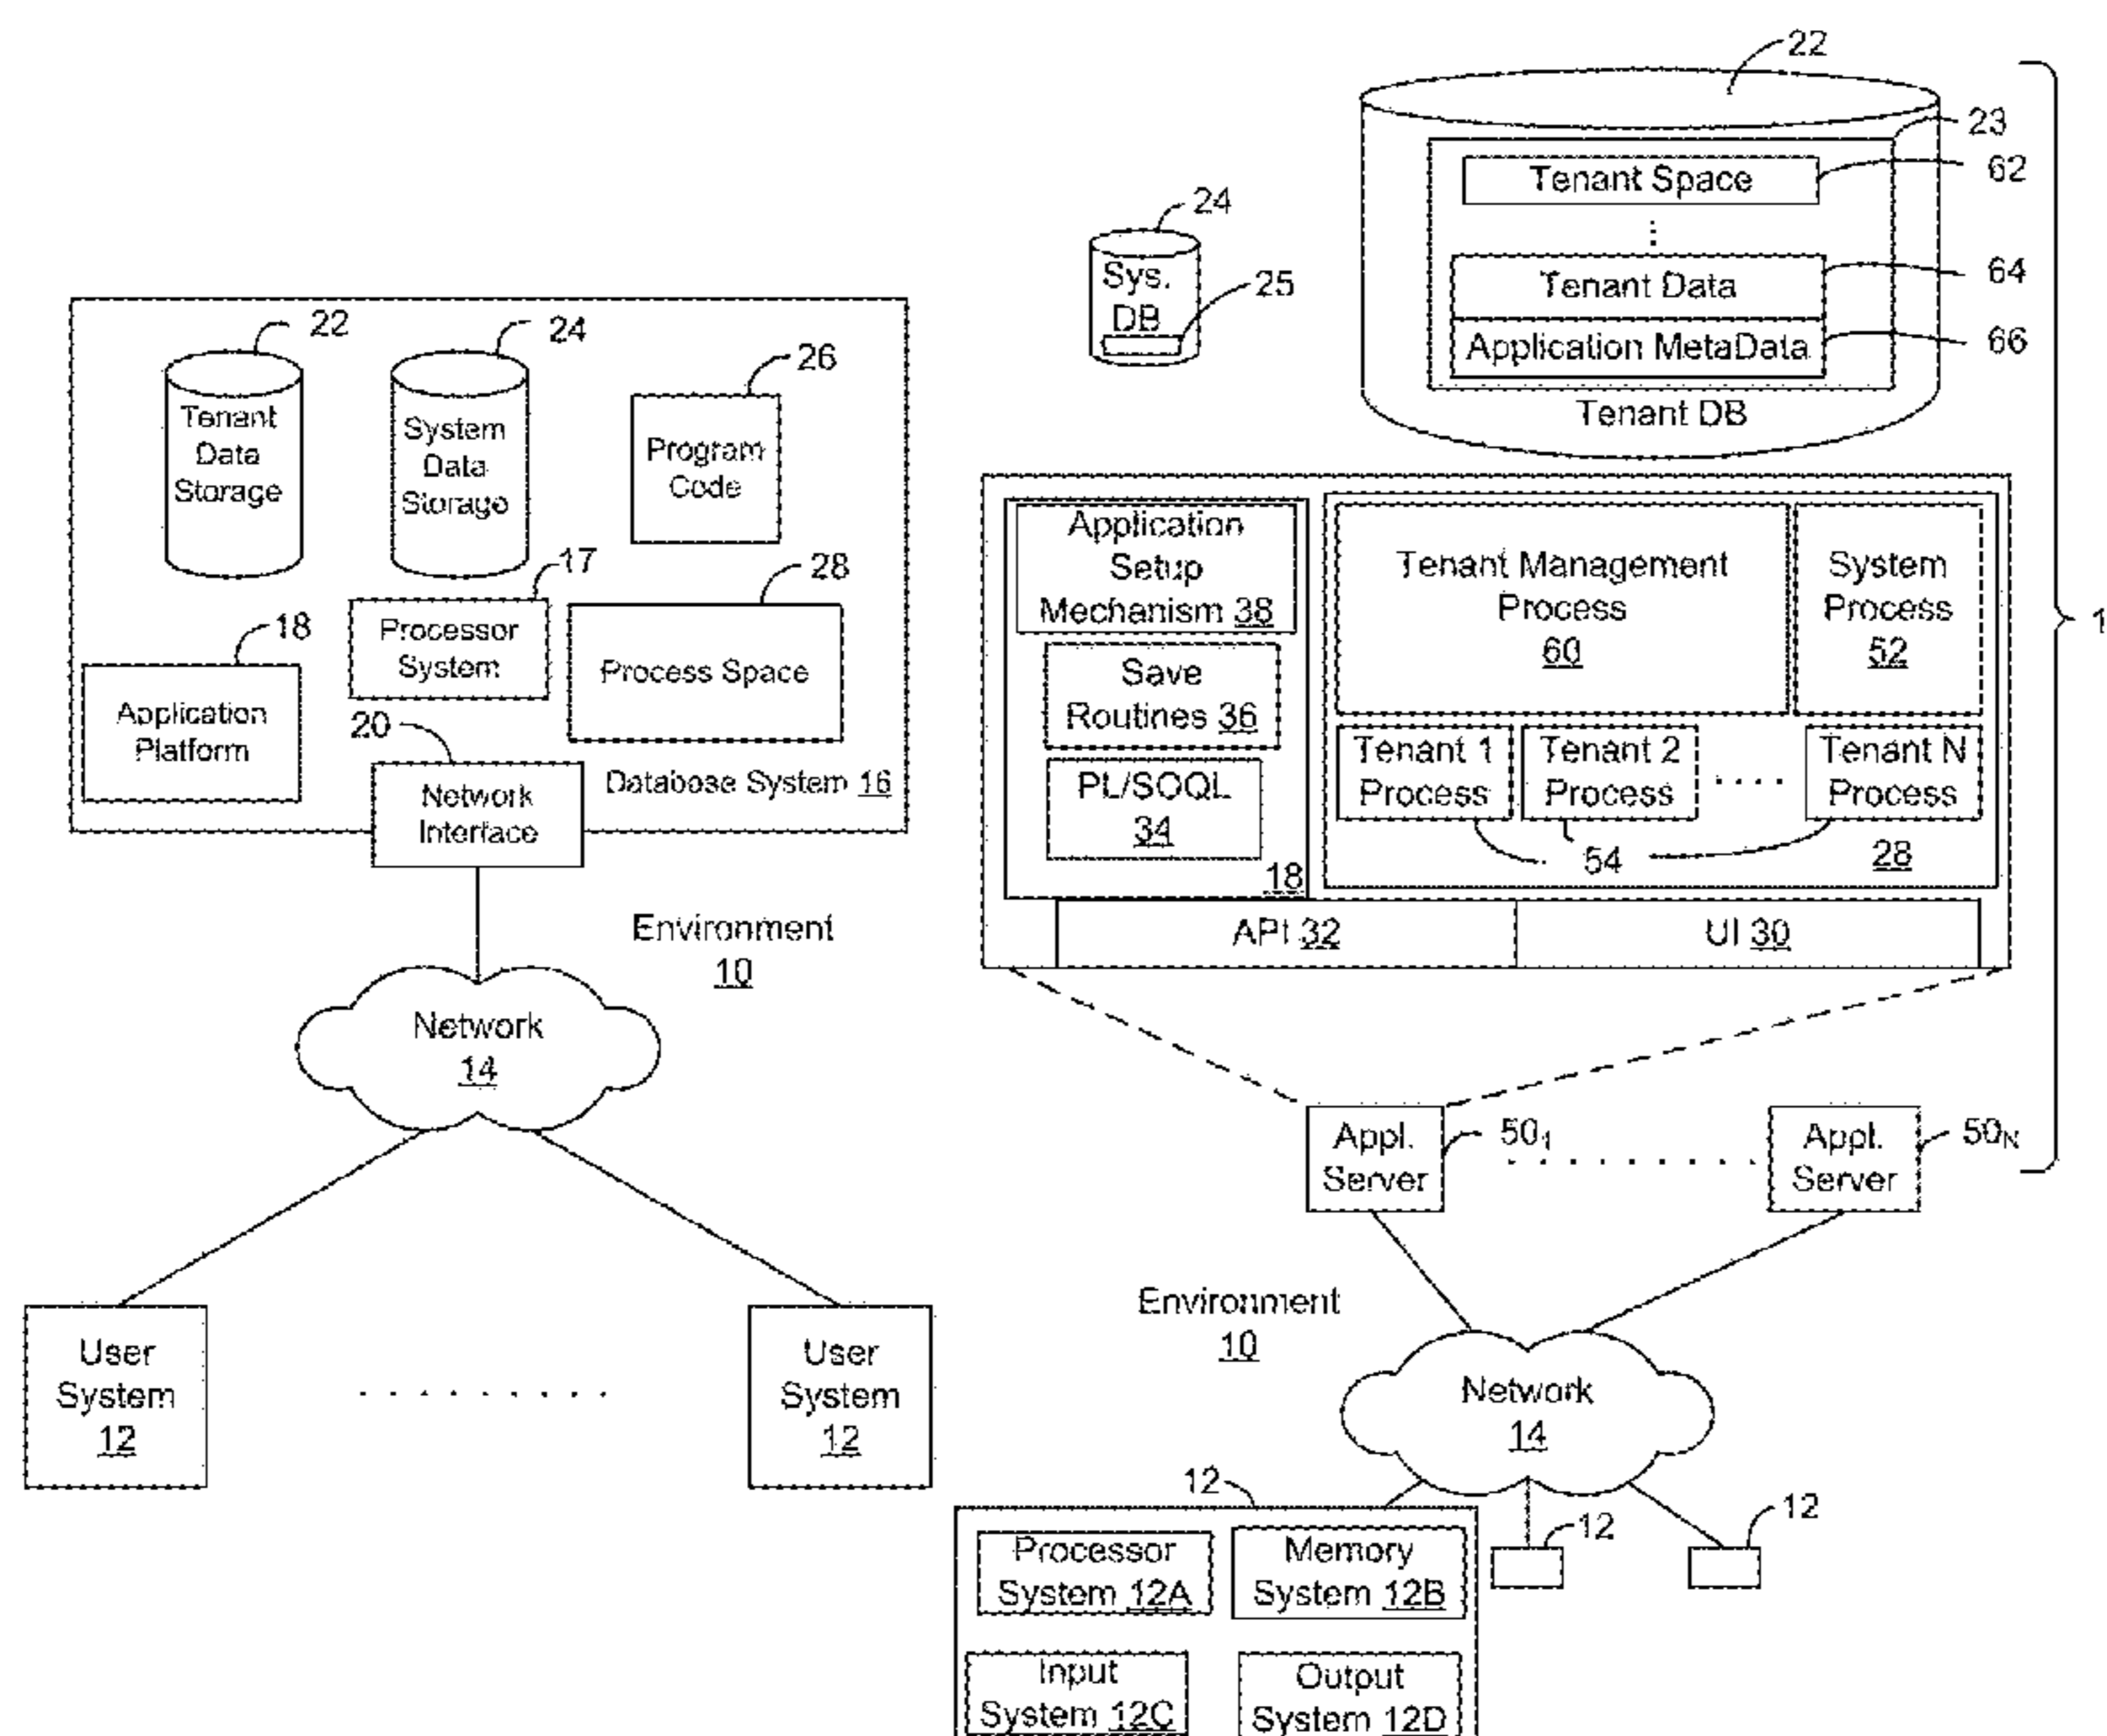 22
24
26
Tenant
Data
Storage
System
Data
Storage
Program
Code
17
28
18
Processor
System
Process Space
Application
Platform
20
Network
Interface
Database System 16
Environment
10
Network
14
User
System
12
User
System
12
22
23
Tenant Space
62
24
Sys.
DB
25
Tenant Data
64
Application MetaData
66
Tenant DB
Application
Setup
Mechanism 38
Save
Routines 36
PL/SOQL
34
18
Tenant Management
Process
60
System
Process
52
Tenant 1
Process
Tenant 2
Process
Tenant N
Process
54
28
API 32
UI 30
1
Appl.
Server
50₁
Appl.
Server
50N
Environment
10
Network
14
12
12
12
Processor
System 12A
Memory
System 12B
Input
System 12C
Output
System 12D